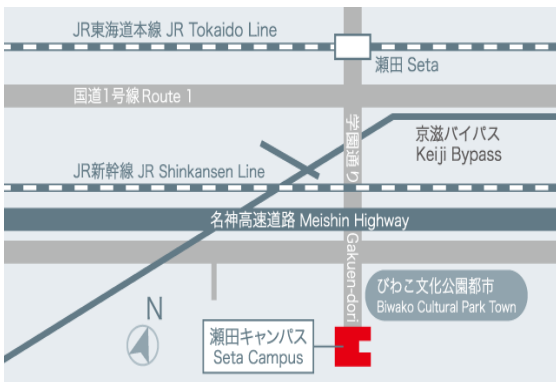 JR東海道本線 JR Tokaido Line
瀬田 Seta
国道1号線 Route 1
学園通り Gakuen-dori
京滋バイパス
Keiji Bypass
JR新幹線 JR Shinkansen Line
名神高速道路 Meishin Highway
びわこ文化公園都市
Biwako Cultural Park Town
N
瀬田キャンパス
Seta Campus